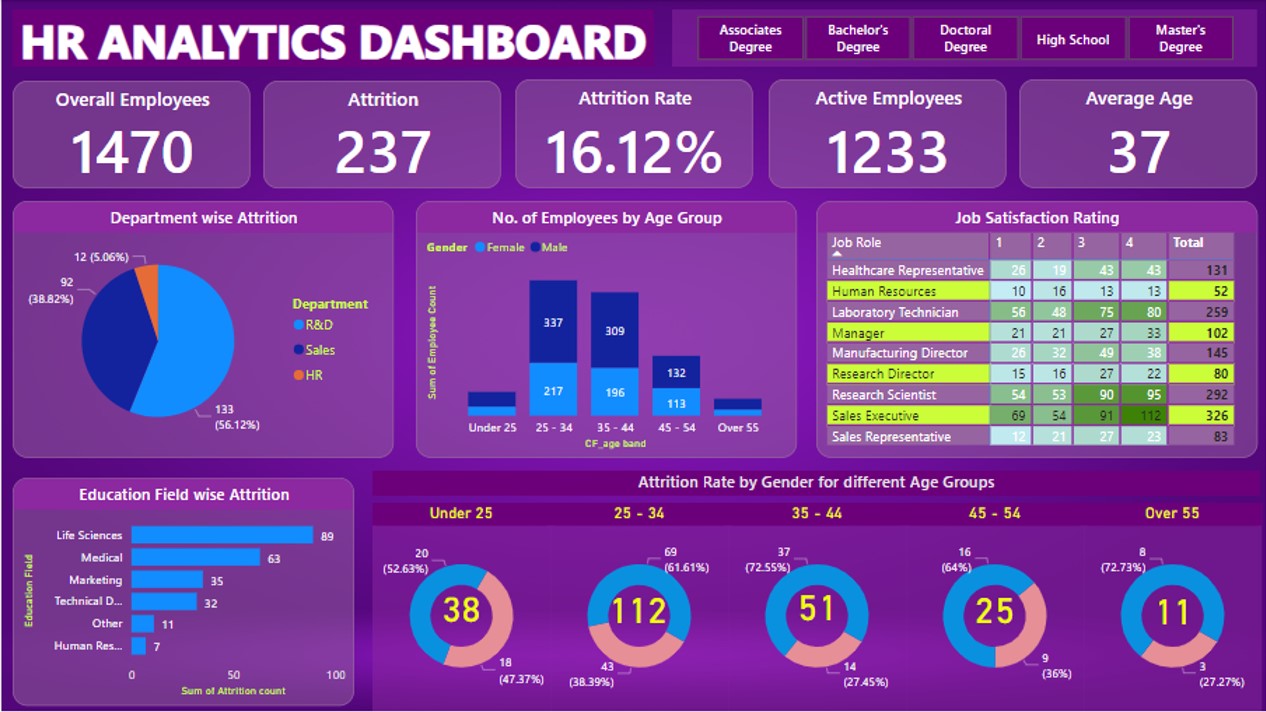 HR ANALYTICS DASHBOARD
Associates
Degree
Bachelor's
Degree
Doctoral
Degree
High School
Master's
Degree
Overall Employees
1470
Attrition
237
Attrition Rate
16.12%
Active Employees
1233
Average Age
37
Department wise Attrition
12 (5.06%)
92
(38.82%)
133
(56.12%)
Department
R&D
Sales
HR
No. of Employees by Age Group
Gender Female Male
Sum of Employee Count
337
309
132
217
196
113
Under 25 25 - 34 35 - 44 45 - 54 Over 55
CF_age band
Job Satisfaction Rating
Job Role 1 2 3 4 Total
Healthcare Representative 26 19 43 43 131
Human Resources 10 16 13 13 52
Laboratory Technician 56 48 75 80 259
Manager 21 21 27 33 102
Manufacturing Director 26 32 49 38 145
Research Director 15 16 27 22 80
Research Scientist 54 53 90 95 292
Sales Executive 69 54 91 112 326
Sales Representative 12 21 27 23 83
Education Field wise Attrition
Education Field
Life Sciences 89
Medical 63
Marketing 35
Technical D... 32
Other 11
Human Res... 7
0 50 100
Sum of Attrition count
Attrition Rate by Gender for different Age Groups
Under 25 25 - 34 35 - 44 45 - 54 Over 55
20
(52.63%)
38
18
(47.37%)
69
(61.61%)
112
43
(38.39%)
37
(72.55%)
51
14
(27.45%)
16
(64%)
25
9
(36%)
8
(72.73%)
11
3
(27.27%)